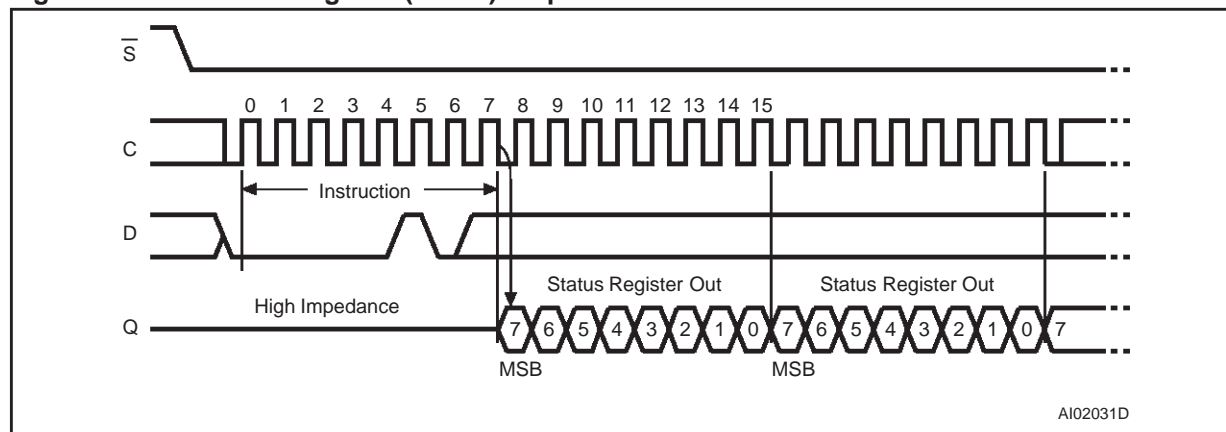 S
0 1 2 3 4 5 6 7 8 9 10 11 12 13 14 15
C
Instruction
D
Status Register Out Status Register Out
High Impedance
Q 7 6 5 4 3 2 1 0 7 6 5 4 3 2 1 0 7
MSB MSB
AI02031D